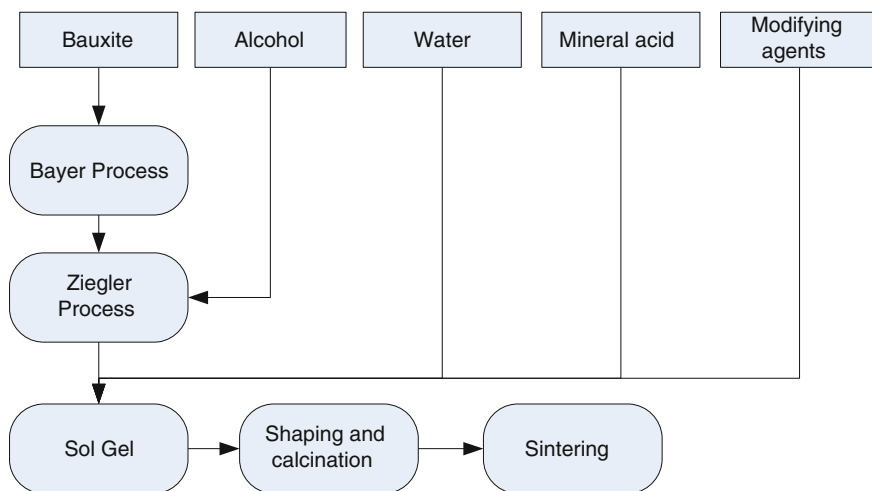 Bauxite
Alcohol
Water
Mineral acid
Modifying
agents
Bayer Process
Ziegler
Process
Sol Gel
Shaping and
calcination
Sintering